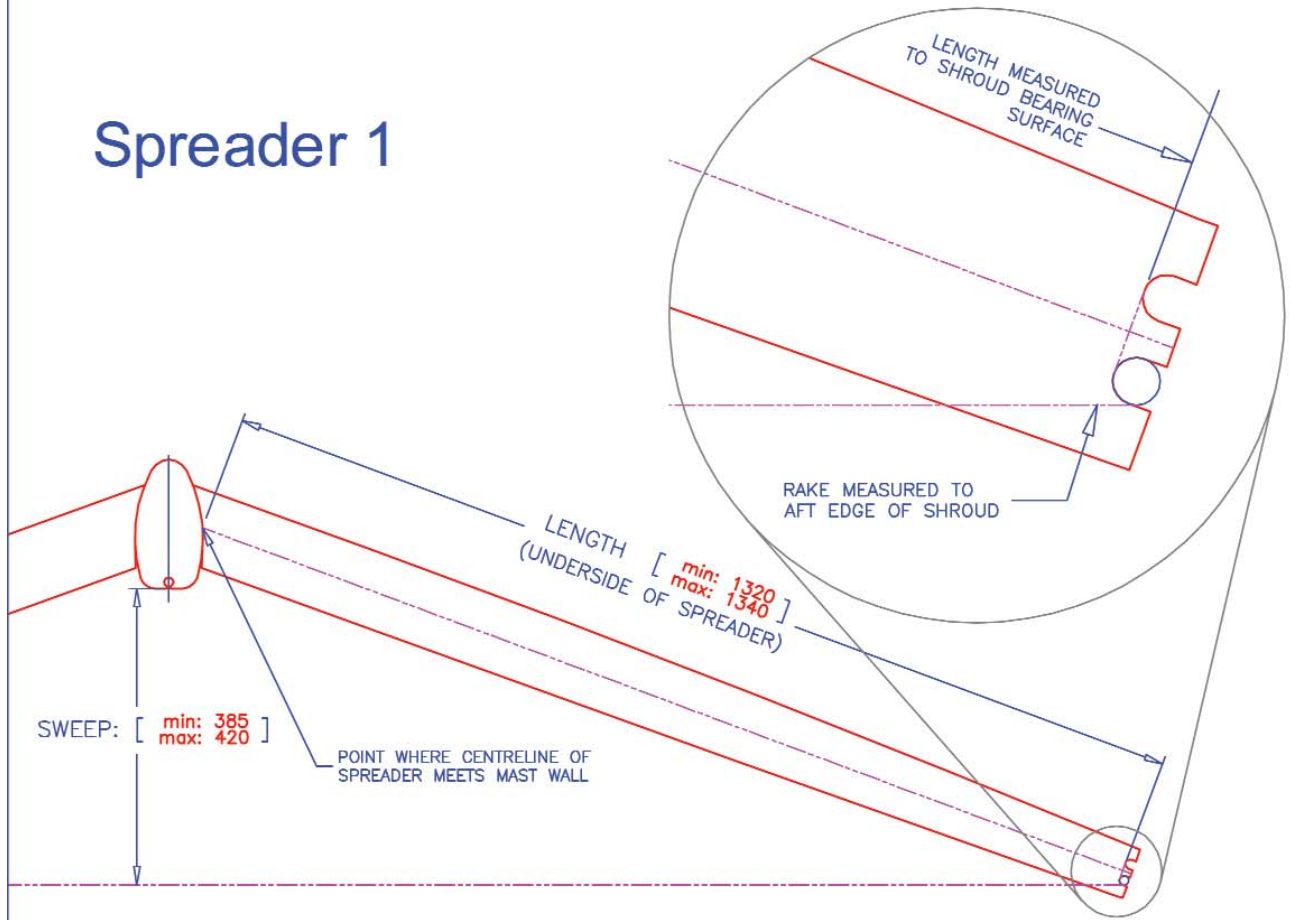 Spreader 1
LENGTH MEASURED
TO SHROUD BEARING
SURFACE
RAKE MEASURED TO
AFT EDGE OF SHROUD
LENGTH [ min: 1320
max: 1340 ]
(UNDERSIDE OF SPREADER)
SWEEP: [ min: 385
max: 420 ]
POINT WHERE CENTRELINE OF
SPREADER MEETS MAST WALL